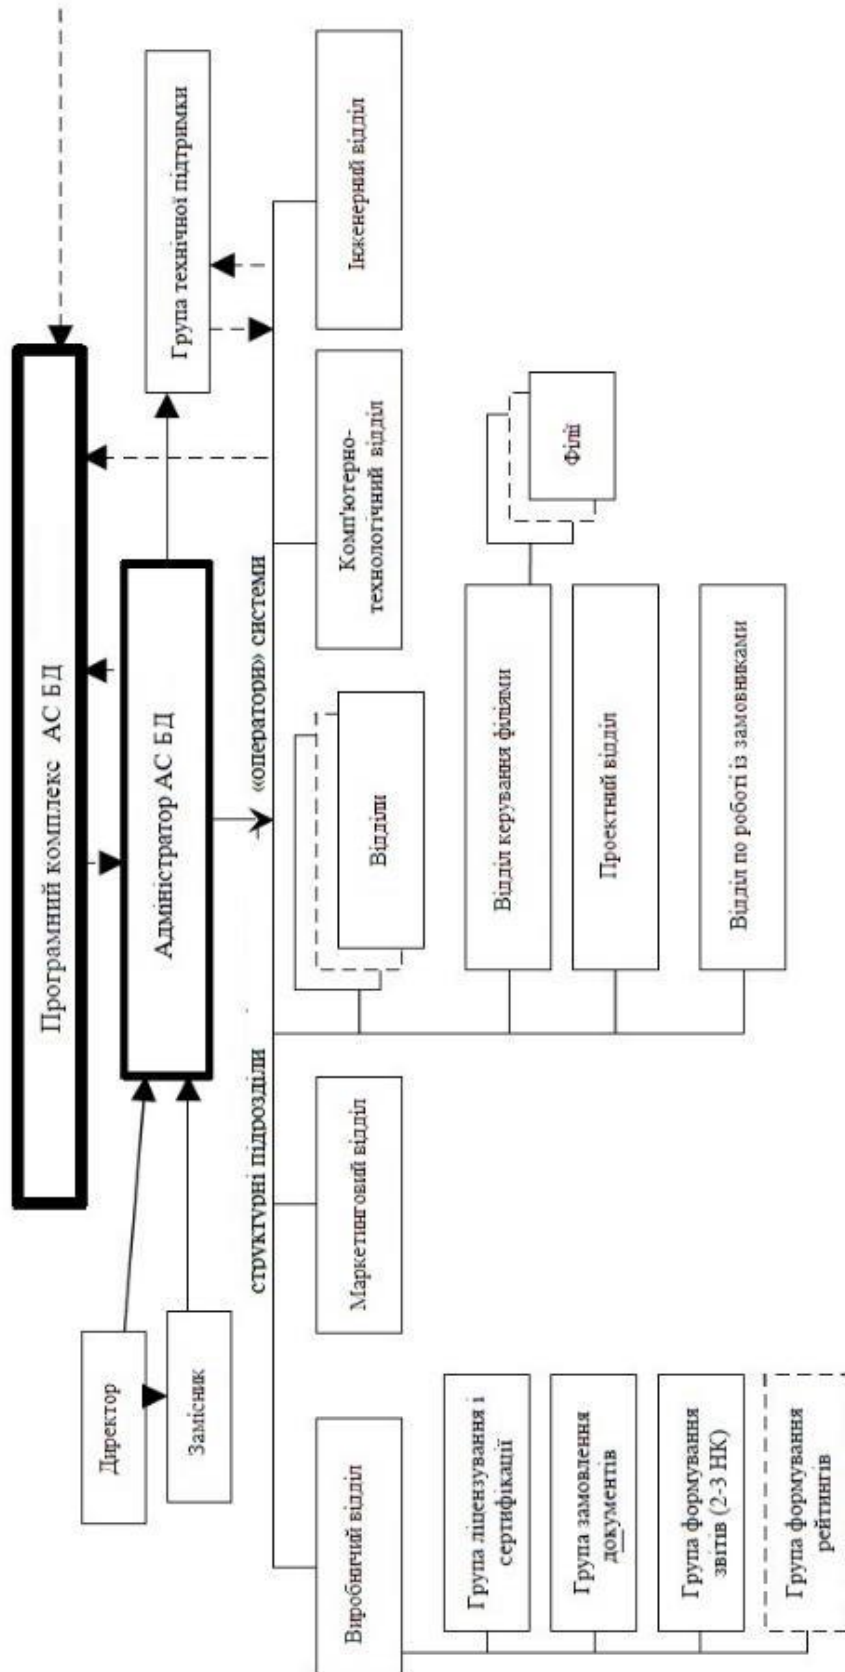 Програмний комплекс АС БД
Директор
Замісник
Адміністратор АС БД
Група технічної підтримки
структурні підрозділи
«оператори» системи
Виробничий відділ
Маркетинговий відділ
Відділи
Комп'ютерно-
технологічний відділ
Інженерний відділ
Група ліцензування і
сертифікації
Група замовлення
документів
Група формування
звітів (2-3 НК)
Група формування
рейтингів
Відділ керування філіями
Філії
Проектний відділ
Відділ по роботі із замовниками